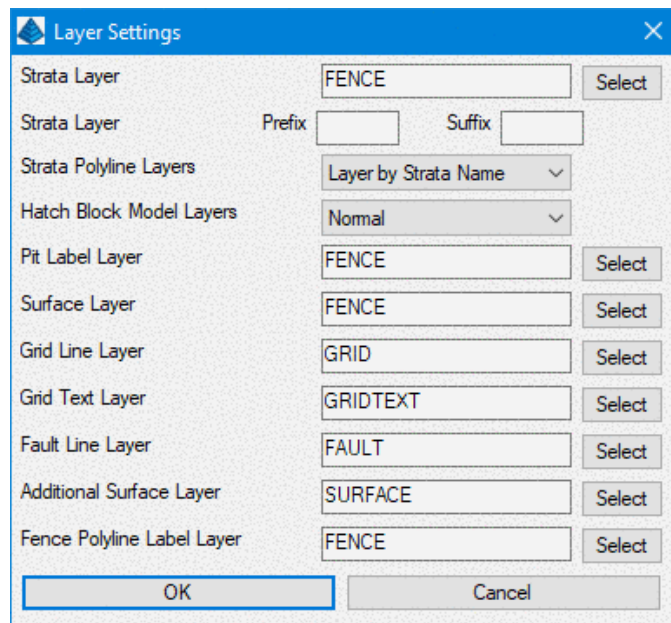 Layer Settings
Strata Layer FENCE Select
Strata Layer Prefix Suffix
Strata Polyline Layers Layer by Strata Name
Hatch Block Model Layers Normal
Pit Label Layer FENCE Select
Surface Layer FENCE Select
Grid Line Layer GRID Select
Grid Text Layer GRIDTEXT Select
Fault Line Layer FAULT Select
Additional Surface Layer SURFACE Select
Fence Polyline Label Layer FENCE Select
OK Cancel